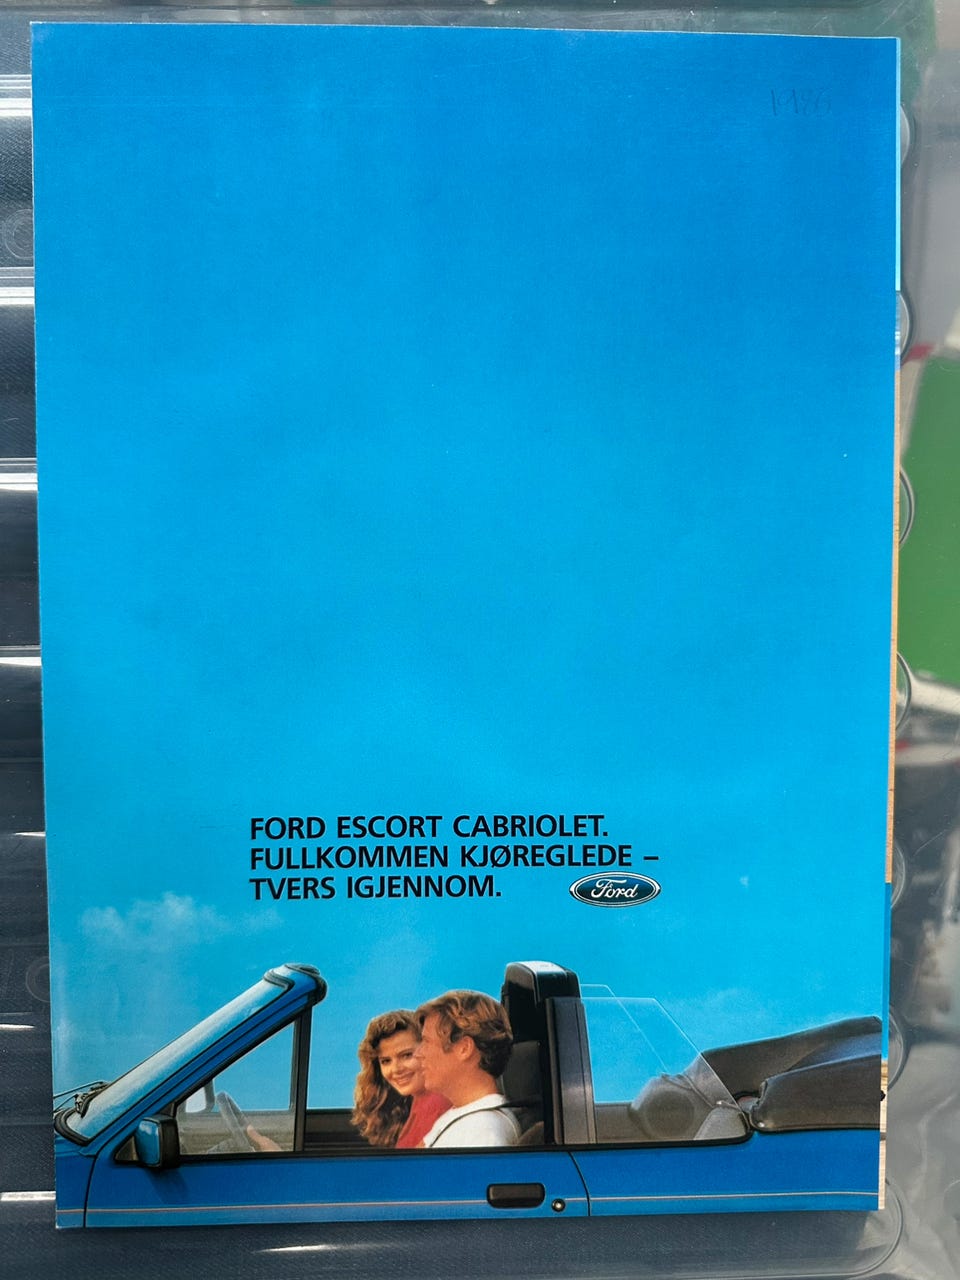 1986
FORD ESCORT CABRIOLET.
FULLKOMMEN KJØREGLEDE –
TVERS IGJENNOM.
Ford